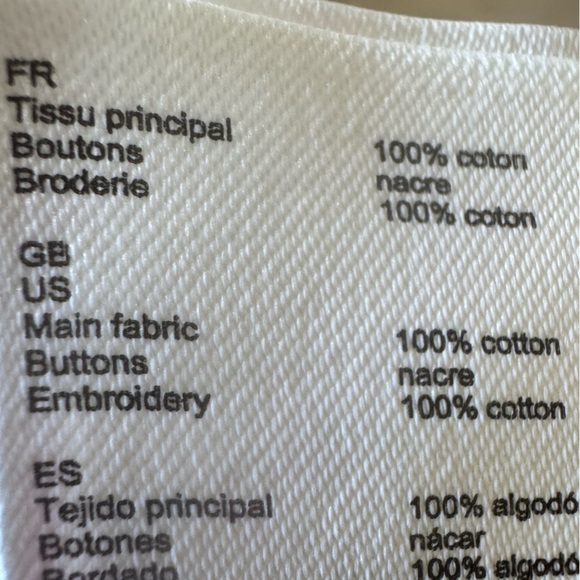 FR
Tissu principal 100% coton
Boutons nacre
Broderie 100% coton
GB
US
Main fabric 100% cotton
Buttons nacre
Embroidery 100% cotton
ES
Tejido principal 100% algodó
Botones nácar
Bordado 100% algodó